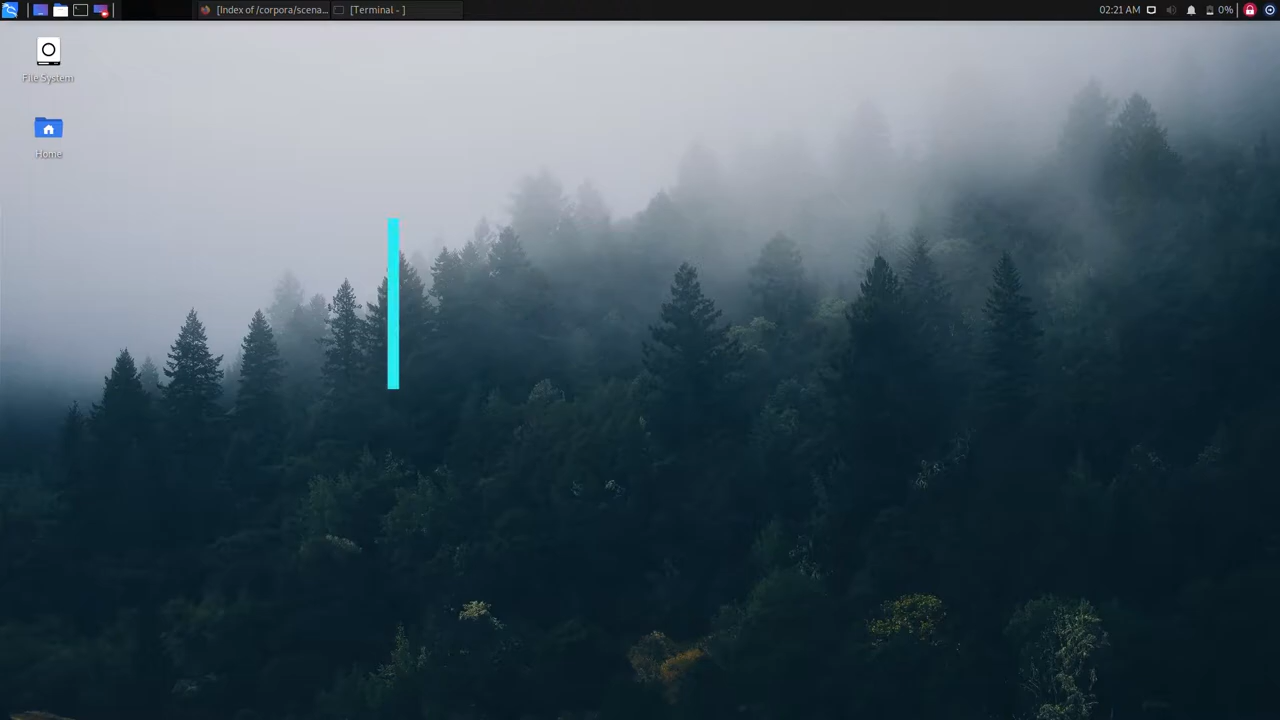 [Index of /corpora/scena...
[Terminal - ]
02:21 AM
0%
File System
Home